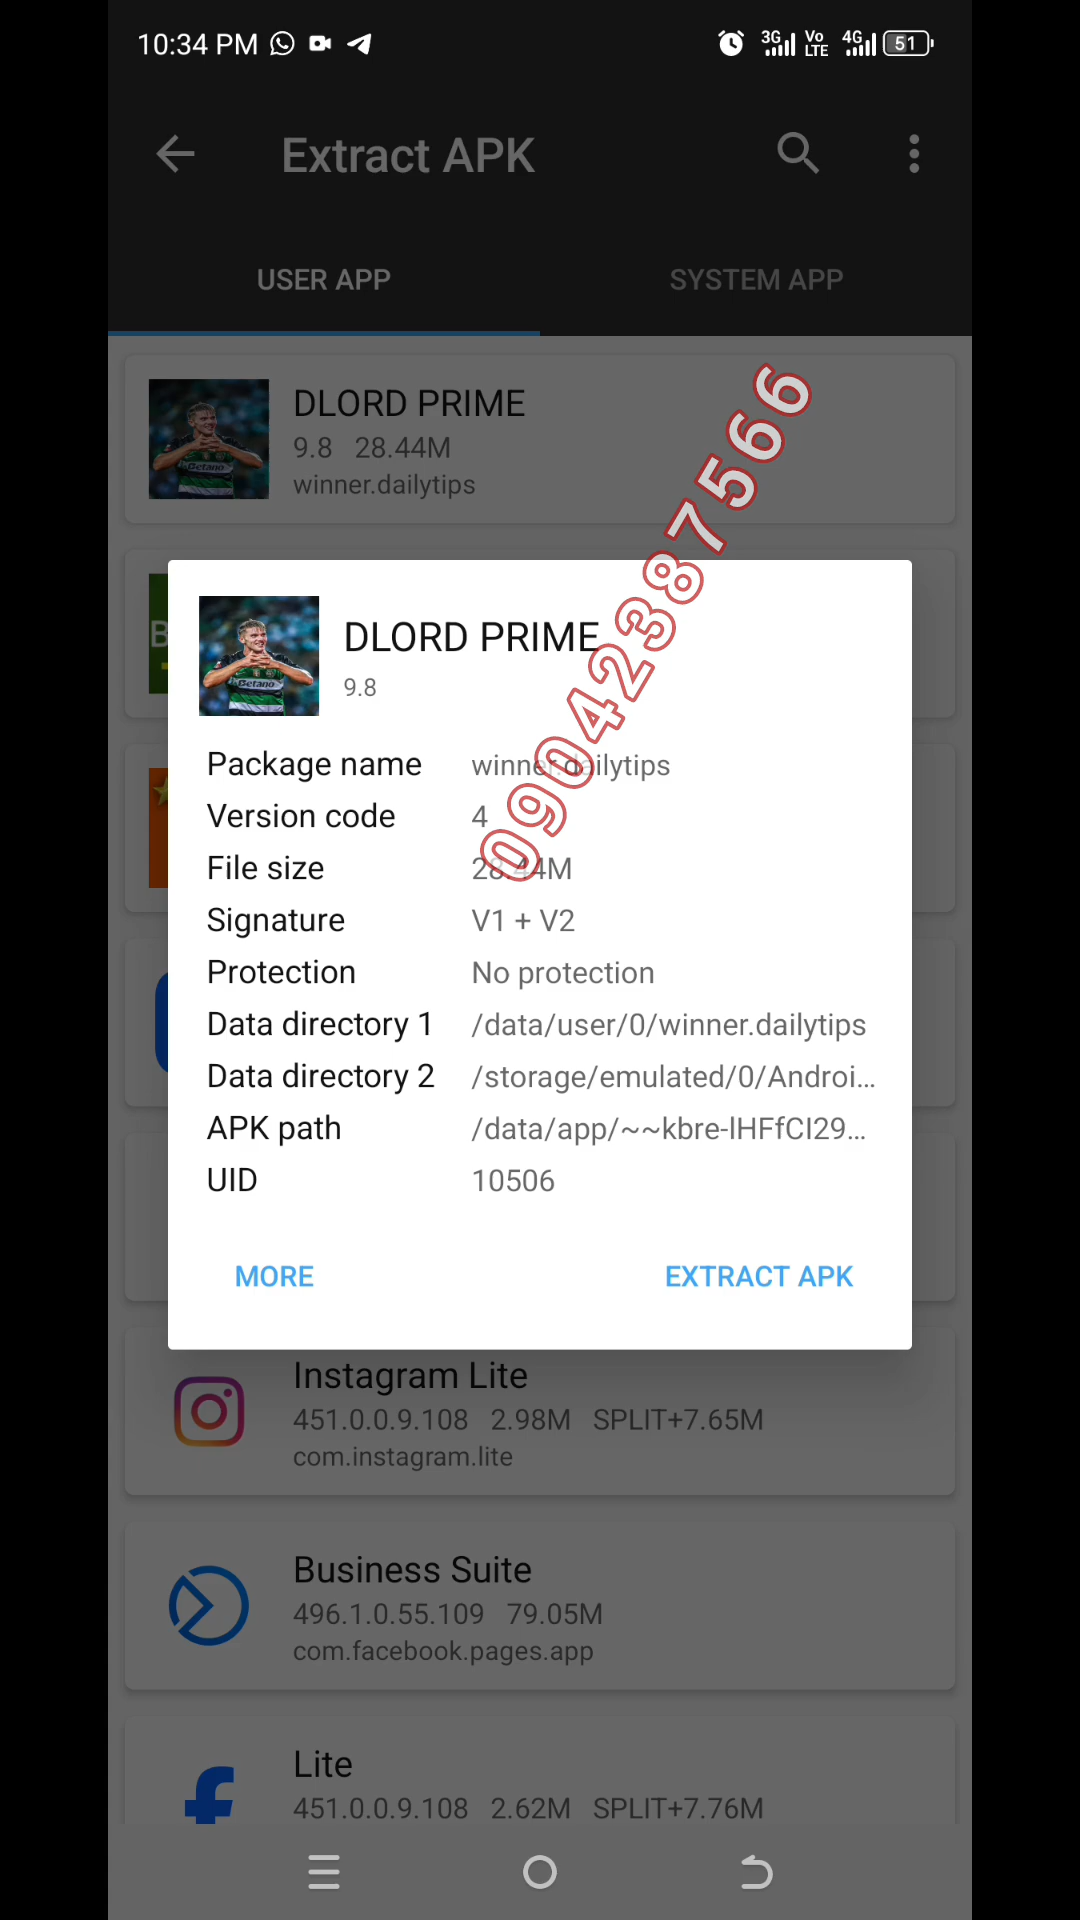 10:34 PM
3G Vo LTE 4G 51
Extract APK
USER APP SYSTEM APP
DLORD PRIME
9.8 28.44M
winner.dailytips
09042387566
B
DLORD PRIME
9.8
Betano
Package name winner.dailytips
Version code 4
File size 28.44M
Signature V1 + V2
Protection No protection
Data directory 1 /data/user/0/winner.dailytips
Data directory 2 /storage/emulated/0/Androi...
APK path /data/app/~~kbre-lHFfCI29...
UID 10506
MORE EXTRACT APK
Instagram Lite
451.0.0.9.108 2.98M SPLIT+7.65M
com.instagram.lite
Business Suite
496.1.0.55.109 79.05M
com.facebook.pages.app
Lite
451.0.0.9.108 2.62M SPLIT+7.76M